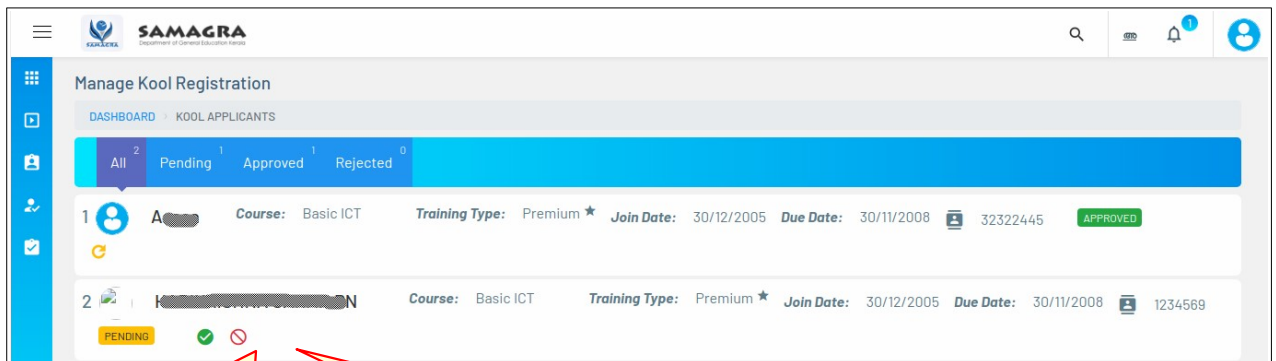 SAMAGRA
SAMAGRA
Department of General Education Kerala
1
Manage Kool Registration
DASHBOARD KOOL APPLICANTS
All 2 Pending 1 Approved 1 Rejected 0
1 A Course: Basic ICT Training Type: Premium Join Date: 30/12/2005 Due Date: 30/11/2008 32322445 APPROVED
2 Course: Basic ICT Training Type: Premium Join Date: 30/12/2005 Due Date: 30/11/2008 1234569
PENDING